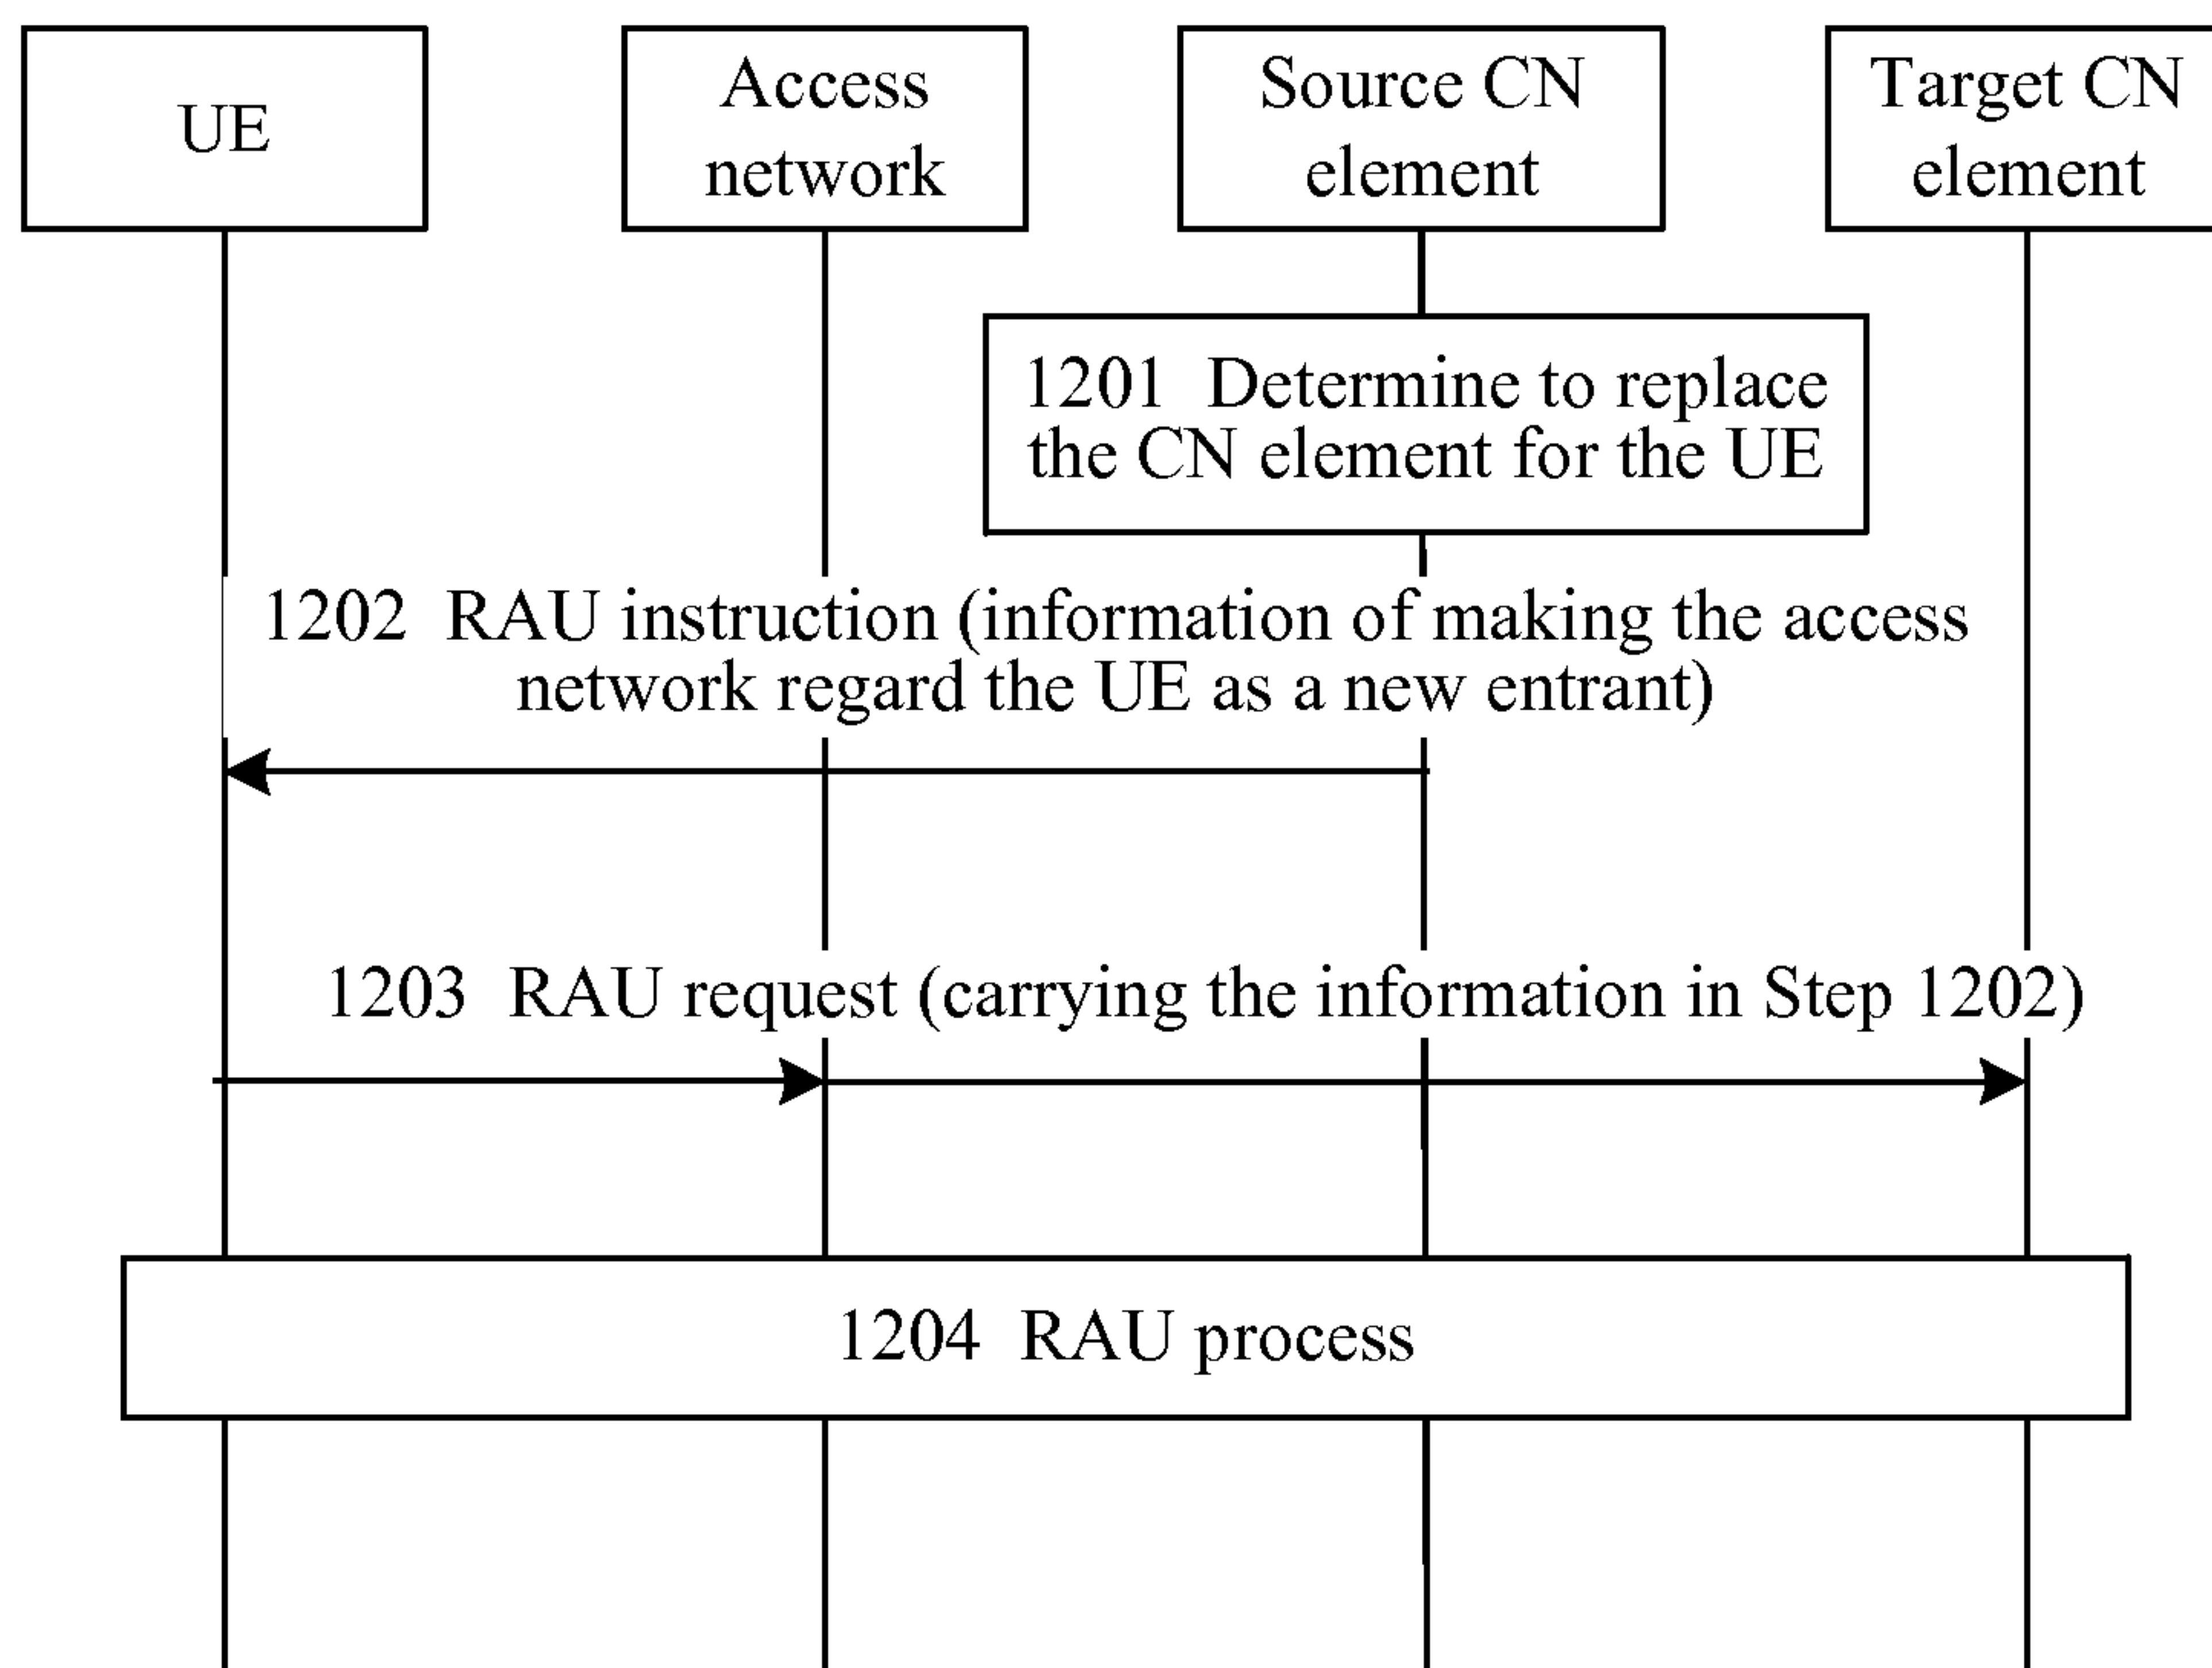 UE
Access
network
Source CN
element
Target CN
element
1201 Determine to replace
the CN element for the UE
1202 RAU instruction (information of making the access
network regard the UE as a new entrant)
1203 RAU request (carrying the information in Step 1202)
1204 RAU process